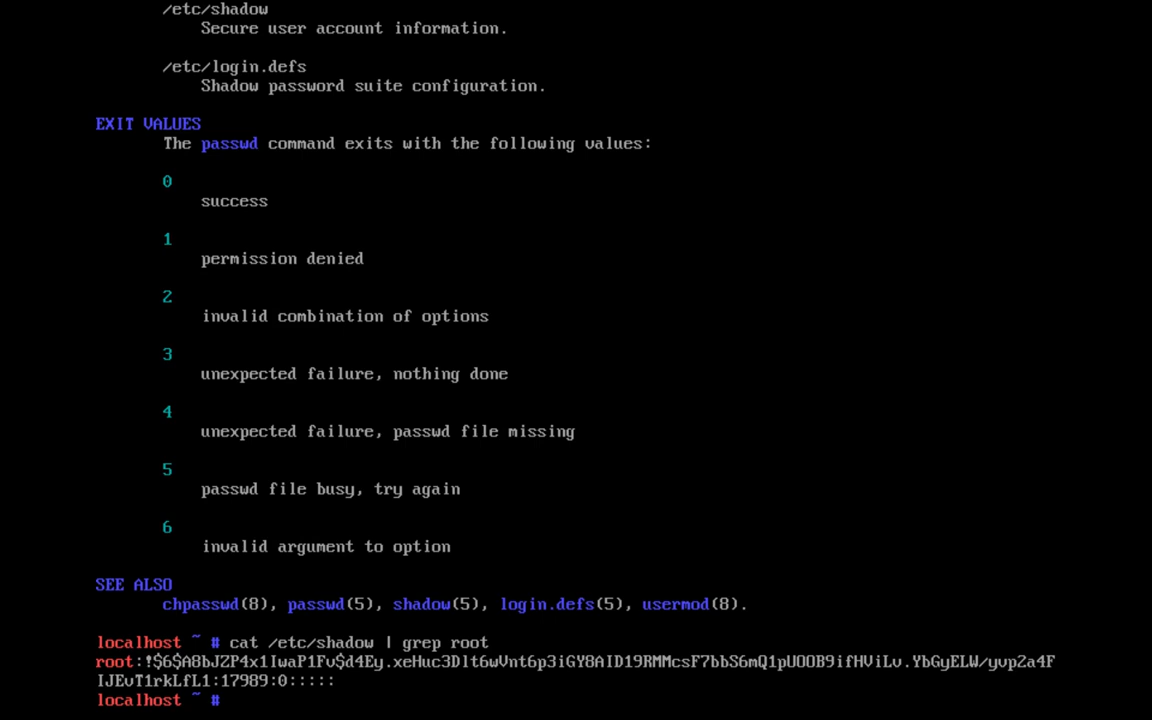 /etc/shadow
Secure user account information.
/etc/login.defs
Shadow password suite configuration.
EXIT VALUES
The passwd command exits with the following values:
0
success
1
permission denied
2
invalid combination of options
3
unexpected failure, nothing done
4
unexpected failure, passwd file missing
5
passwd file busy, try again
6
invalid argument to option
SEE ALSO
chpasswd(8), passwd(5), shadow(5), login.defs(5), usermod(8).
localhost ~ # cat /etc/shadow | grep root
root:!$6$A8bJZP4x1IwaP1Fv$d4Ey.xeHuc3Dlt6wVnt6p3iGY8AID19RMMcsF7bbS6mQ1pUOOB9ifHViLv.YbGyELW/yvp2a4F
IJEvT1rkLfL1:17989:0:::::
localhost ~ #